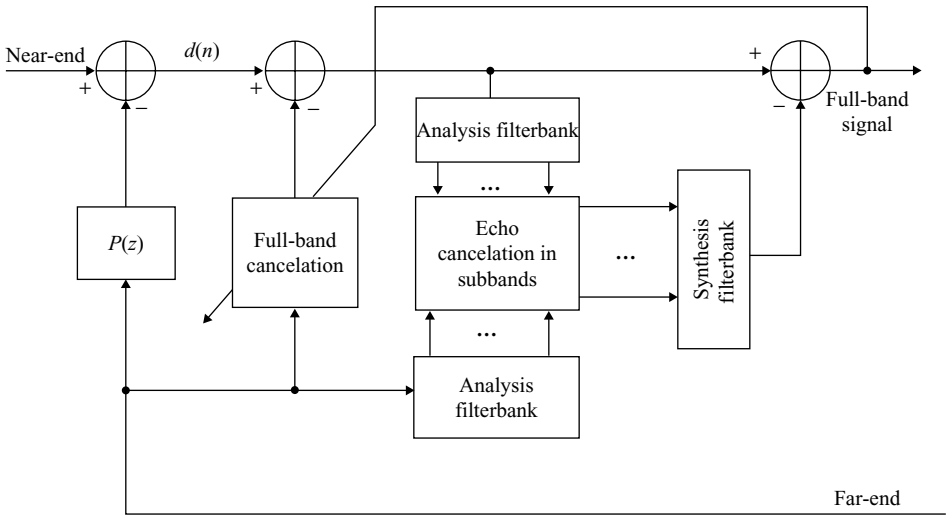 Near-end
d(n)
+
−
+
−
+
−
Full-band
signal
Analysis filterbank
...
P(z)
Full-band
cancelation
Echo
cancelation in
subbands
...
Synthesis
filterbank
...
Analysis
filterbank
Far-end